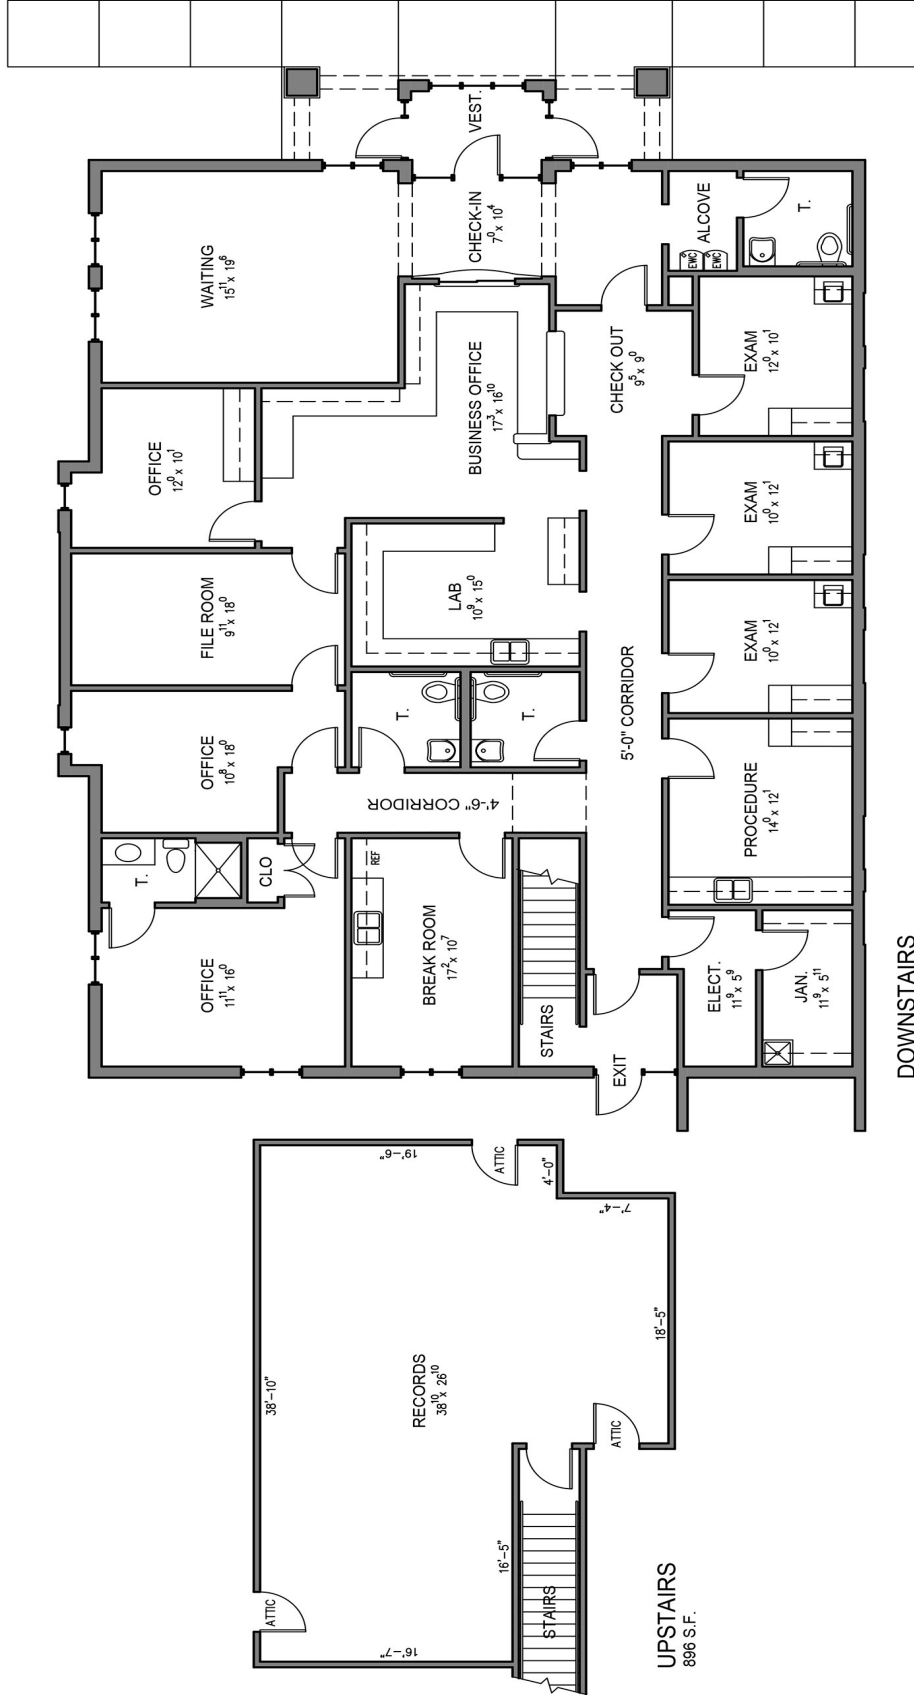 WAITING
15¹¹ x 19⁶
VEST.
CHECK-IN
7⁰ x 10⁴
ALCOVE
EWC
EWC
T.
OFFICE
12⁰ x 10¹
BUSINESS OFFICE
17³ x 16¹⁰
CHECK OUT
9⁵ x 9⁰
EXAM
12⁰ x 10¹
FILE ROOM
9¹¹ x 18⁰
LAB
10⁹ x 15⁰
EXAM
10⁰ x 12¹
OFFICE
10⁸ x 18⁰
T.
T.
5'-0" CORRIDOR
EXAM
10⁰ x 12¹
4'-6" CORRIDOR
T.
CLO
REF
PROCEDURE
14⁰ x 12¹
OFFICE
11¹¹ x 16⁰
BREAK ROOM
17² x 10⁷
STAIRS
EXIT
ELECT.
11⁹ x 5⁹
JAN.
11⁹ x 5¹¹
DOWNSTAIRS
19'-6"
ATTIC
4'-0"
7'-4"
38'-10"
RECORDS
38¹⁰ x 26¹⁰
18'-5"
ATTIC
ATTIC
16'-5"
16'-7"
STAIRS
UPSTAIRS
896 S.F.